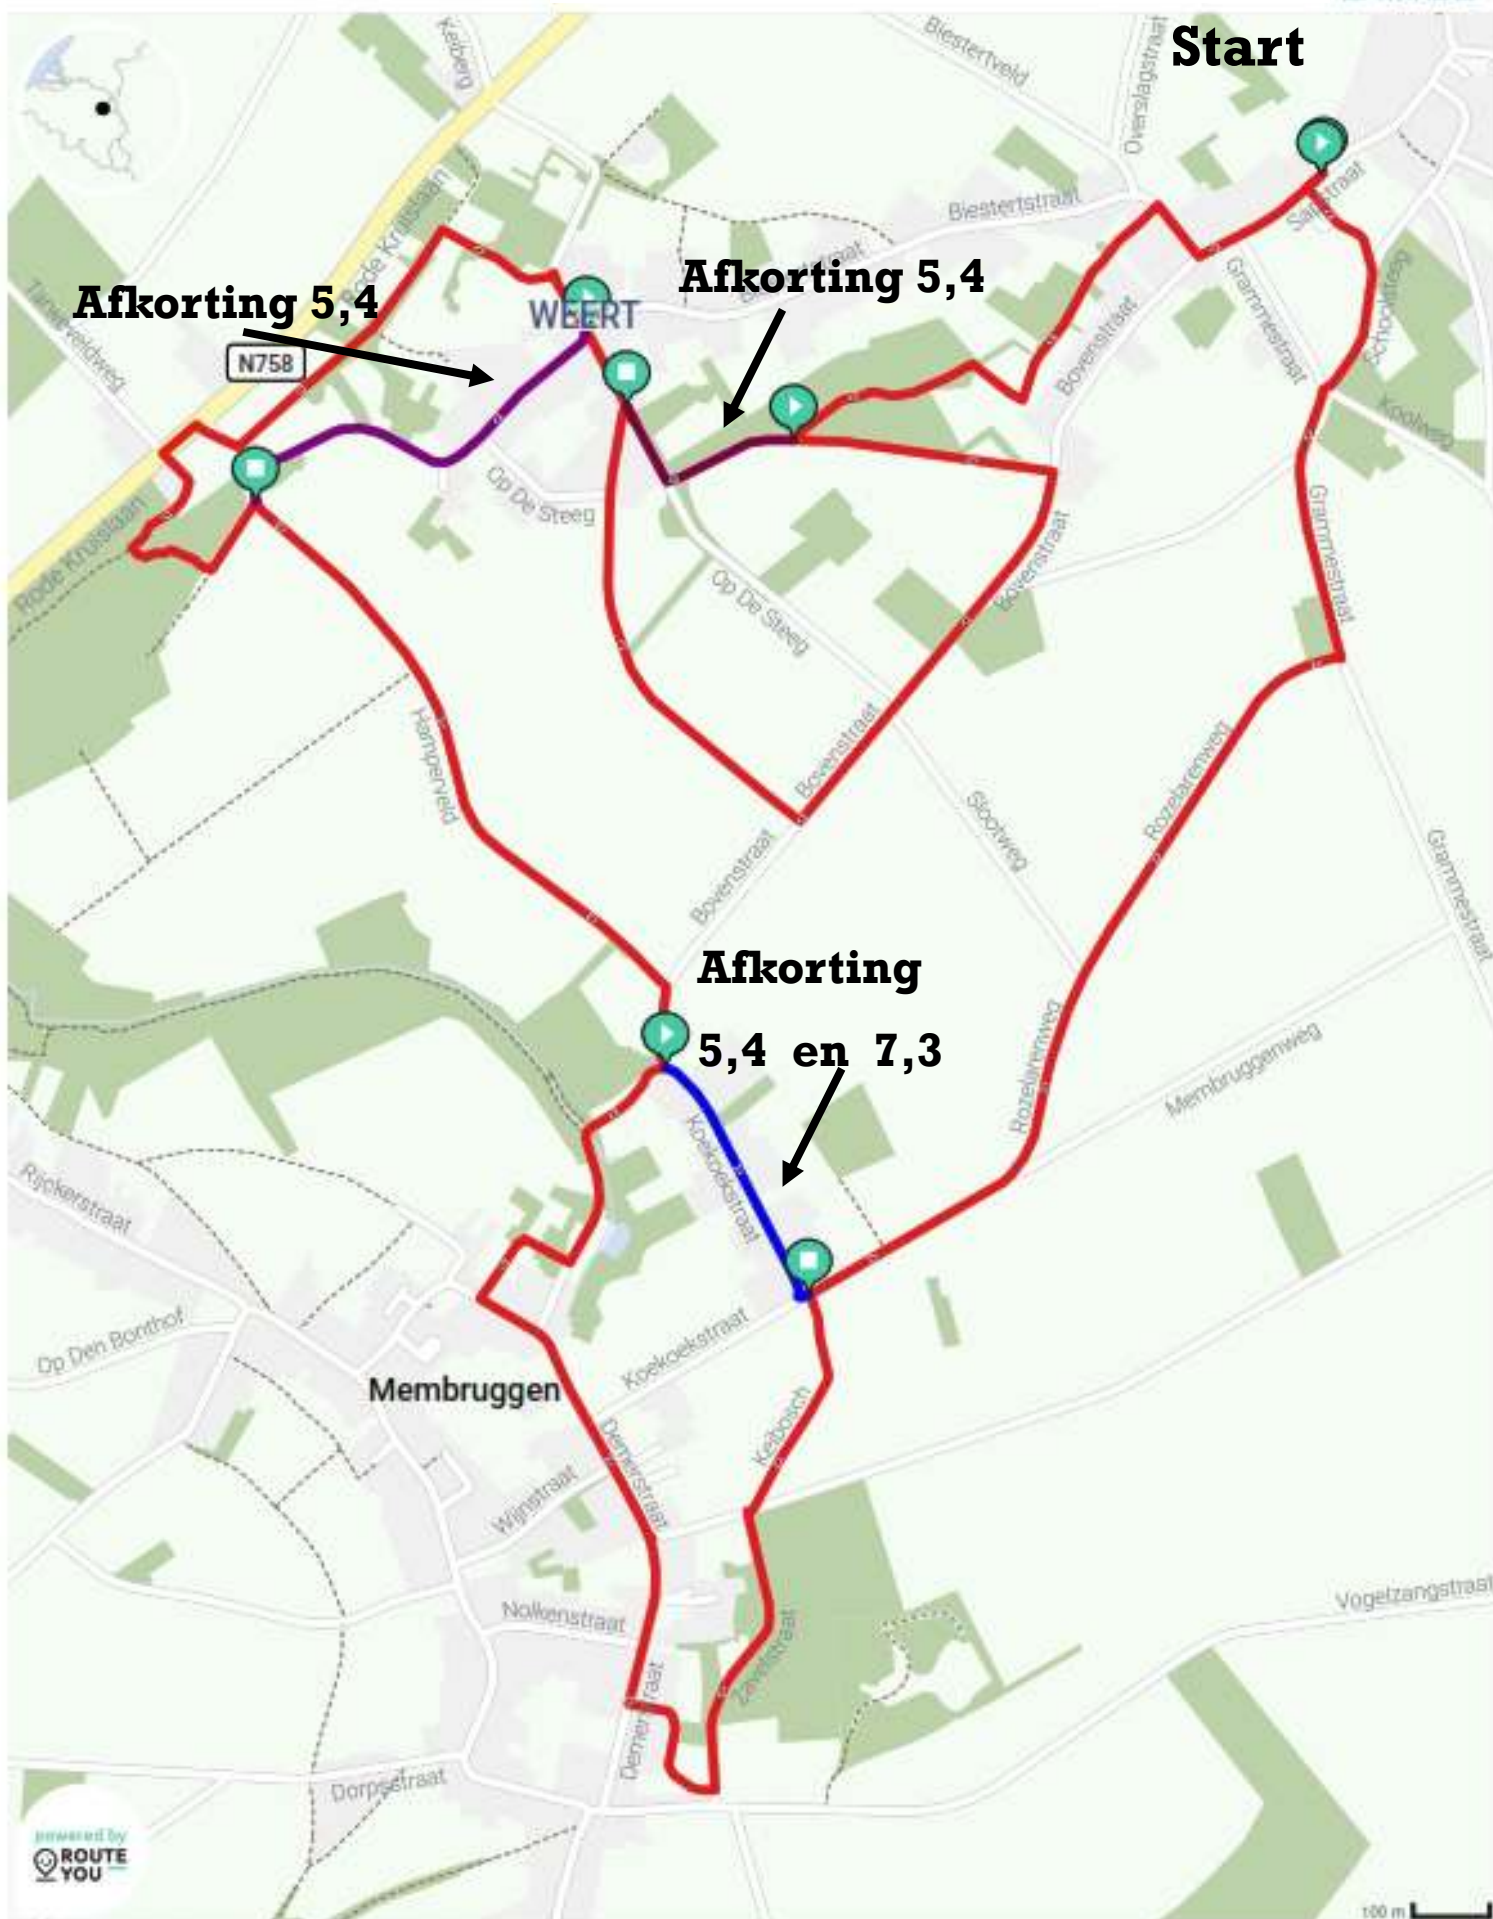 Start
Keiberg
Biestertveld
Overslagstraat
Biestertstraat
Rode Kruislaan
Afkorting 5,4
Afkorting 5,4
WEERT
N758
Grammestraat
Schoolsteeg
Bovenstraat
Koolweg
Op De Steeg
Rode Kruislaan
Grammestraat
Bovenstraat
Op De Steeg
Hamperveld
Bovenstraat
Rozelarenweg
Slootweg
Bovenstraat
Grammestraat
Afkorting
5,4 en 7,3
Rozelarenweg
Membruggenweg
Koekoekstraat
Rijckerstraat
Op Den Bonthof
Koekoekstraat
Membruggen
Keibosch
Demerstraat
Wijnstraat
Nolkenstraat
Vogelzangstraat
Zavelstraat
Dorpsstraat
powered by
ROUTE
YOU
100 m